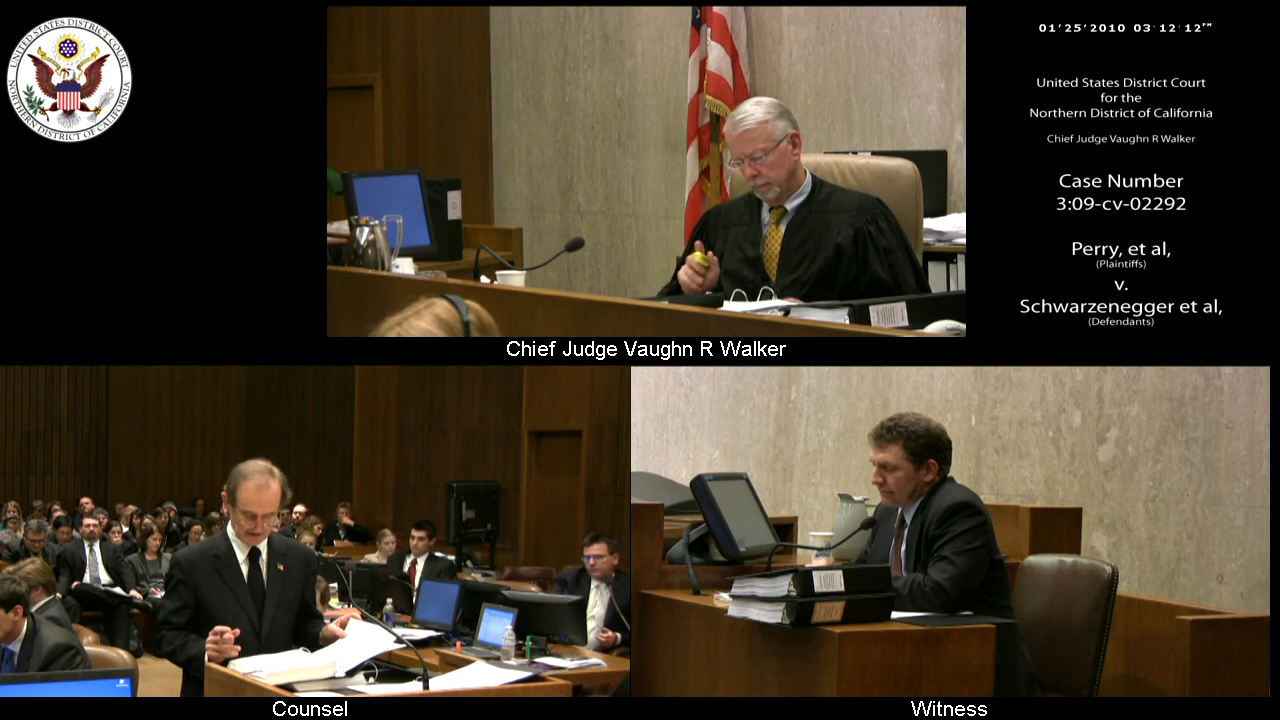 UNITED STATES DISTRICT COURT
NORTHERN DISTRICT OF CALIFORNIA
01'25'2010 03:12:12PM
United States District Court
for the
Northern District of California
Chief Judge Vaughn R Walker
Case Number
3:09-cv-02292
Perry, et al,
(Plaintiffs)
v.
Schwarzenegger et al,
(Defendants)
Chief Judge Vaughn R Walker
Counsel
Witness